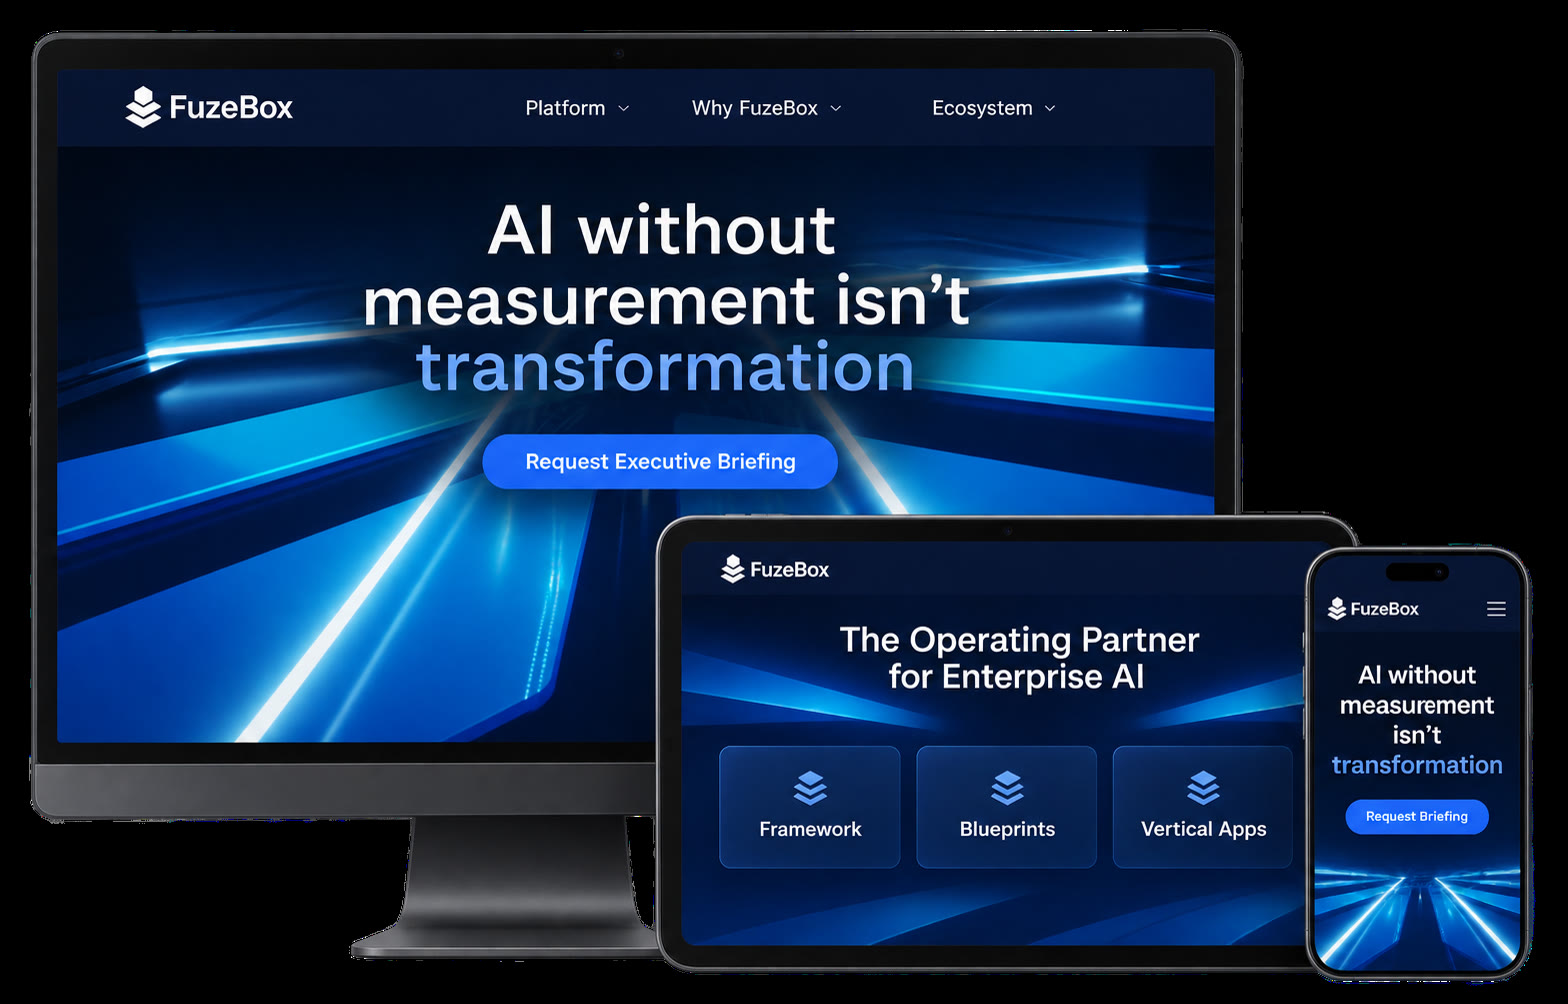 FuzeBox
Platform
Why FuzeBox
Ecosystem
AI without
measurement isn’t
transformation
Request Executive Briefing
FuzeBox
The Operating Partner
for Enterprise AI
Framework
Blueprints
Vertical Apps
FuzeBox
AI without
measurement
isn’t
transformation
Request Briefing